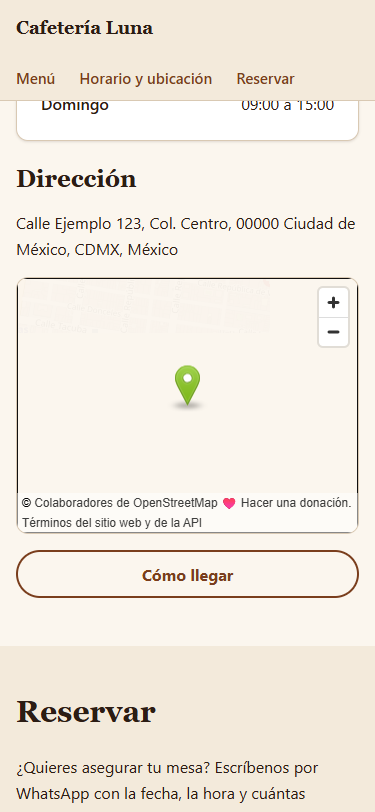 Cafetería Luna
Menú Horario y ubicación Reservar
Domingo 09:00 a 15:00
Dirección
Calle Ejemplo 123, Col. Centro, 00000 Ciudad de
México, CDMX, México
+
−
© Colaboradores de OpenStreetMap ♥ Hacer una donación.
Términos del sitio web y de la API
Cómo llegar
Reservar
¿Quieres asegurar tu mesa? Escríbenos por
WhatsApp con la fecha, la hora y cuántas